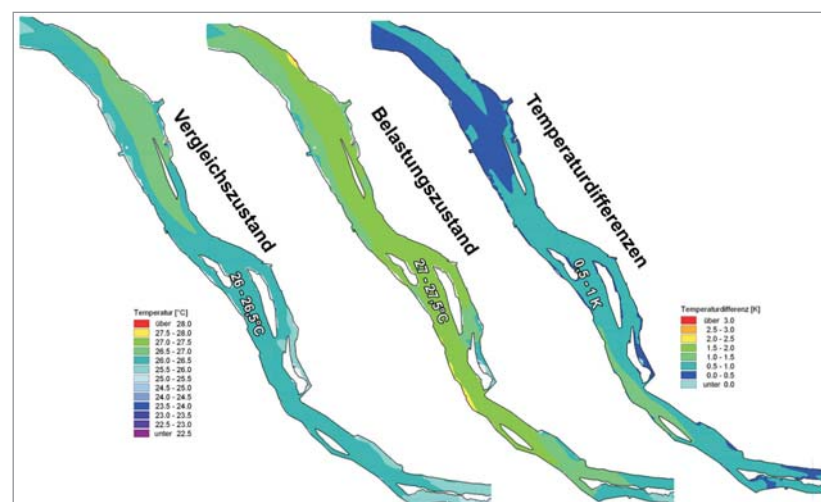 Vergleichszustand
26 - 26,5°C
Belastungszustand
27 - 27,5°C
Temperaturdifferenzen
0,5 - 1 K
Temperatur [°C]
über 28.0
27.5 - 28.0
27.0 - 27.5
26.5 - 27.0
26.0 - 26.5
25.5 - 26.0
25.0 - 25.5
24.5 - 25.0
24.0 - 24.5
23.5 - 24.0
23.0 - 23.5
22.5 - 23.0
unter 22.5
Temperaturdifferenz [K]
über 3.0
2.5 - 3.0
2.0 - 2.5
1.5 - 2.0
1.0 - 1.5
0.5 - 1.0
0.0 - 0.5
unter 0.0